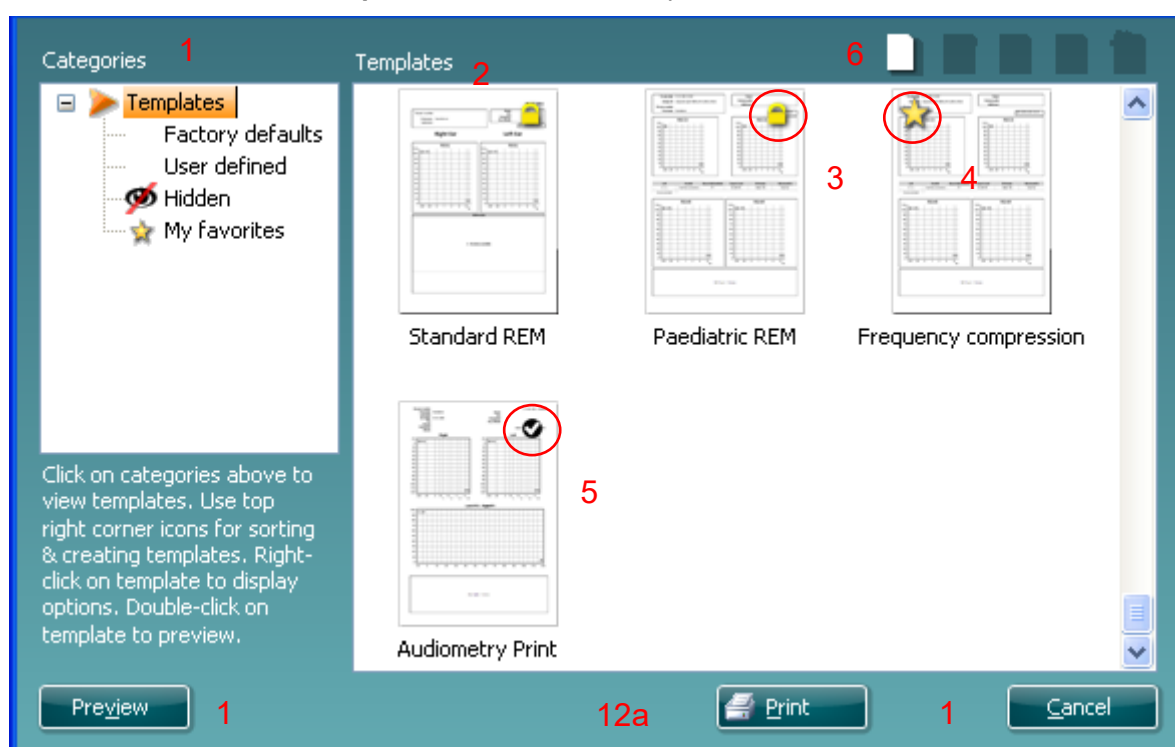 Categories 1
Templates
2
6
Templates
Factory defaults
User defined
Hidden
My favorites
3
4
Standard REM
Paediatric REM
Frequency compression
5
Audiometry Print
Click on categories above to
view templates. Use top
right corner icons for sorting
& creating templates. Right-
click on template to display
options. Double-click on
template to preview.
Preview
1
12a
Print
1
Cancel